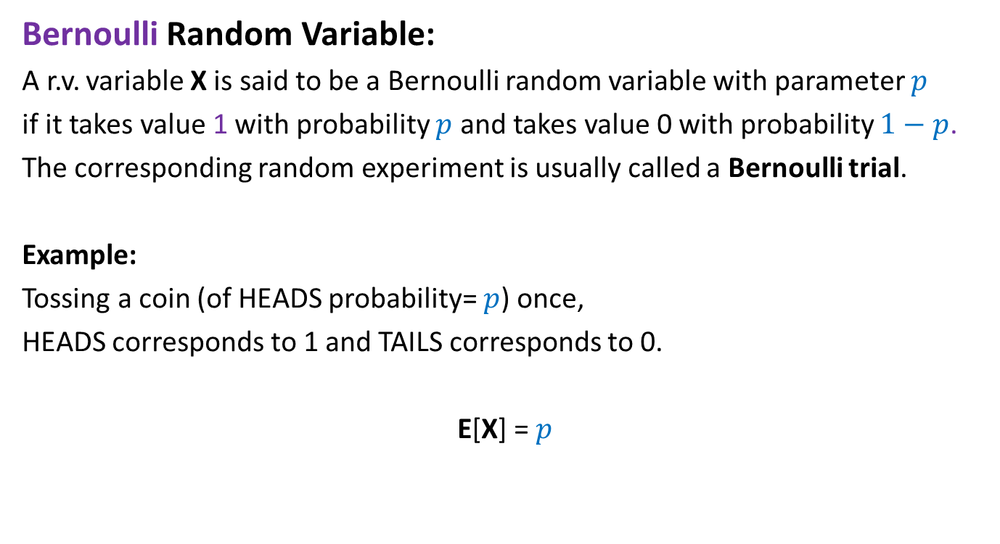 Bernoulli Random Variable:
A r.v. variable X is said to be a Bernoulli random variable with parameter p
if it takes value 1 with probability p and takes value 0 with probability 1 − p.
The corresponding random experiment is usually called a Bernoulli trial.
Example:
Tossing a coin (of HEADS probability= p) once,
HEADS corresponds to 1 and TAILS corresponds to 0.
E[X] = p